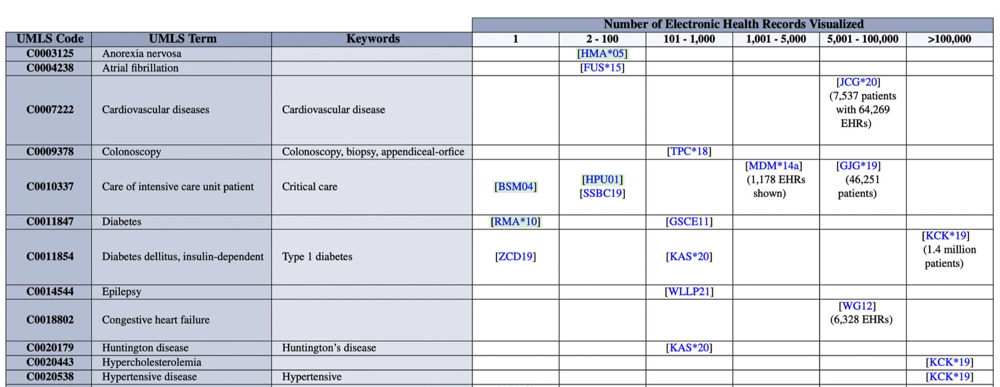 Number of Electronic Health Records Visualized
UMLS Code UMLS Term Keywords 1 2 - 100 101 - 1,000 1,001 - 5,000 5,001 - 100,000 >100,000
C0003125 Anorexia nervosa [HMA*05]
C0004238 Atrial fibrillation [FUS*15]
[JCG*20]
(7,537 patients
C0007222 Cardiovascular diseases Cardiovascular disease with 64,269
EHRs)
C0009378 Colonoscopy Colonoscopy, biopsy, appendiceal-orfice [TPC*18]
[MDM*14a] [GJG*19]
[HPU01] (1,178 EHRs (46,251
C0010337 Care of intensive care unit patient Critical care [BSM04]
[SSBC19] shown) patients)
C0011847 Diabetes [RMA*10] [GSCE11]
[KCK*19]
(1.4 million
C0011854 Diabetes dellitus, insulin-dependent Type 1 diabetes [ZCD19] [KAS*20]
patients)
C0014544 Epilepsy [WLLP21]
[WG12]
C0018802 Congestive heart failure (6,328 EHRs)
C0020179 Huntington disease Huntington’s disease [KAS*20]
C0020443 Hypercholesterolemia [KCK*19]
C0020538 Hypertensive disease Hypertensive [KCK*19]